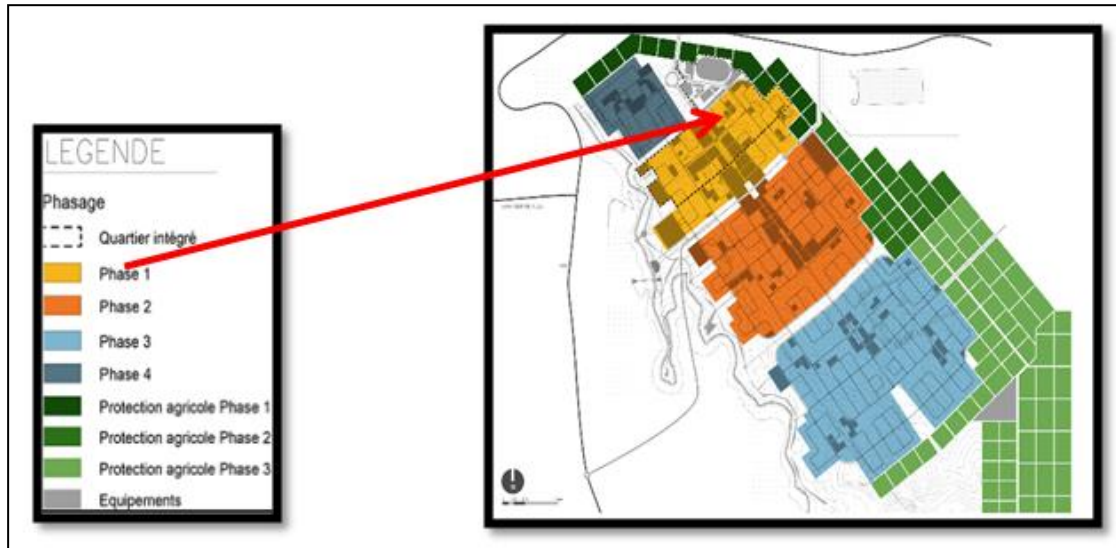 LEGENDE
Phasage
Quartier intégré
Phase 1
Phase 2
Phase 3
Phase 4
Protection agricole Phase 1
Protection agricole Phase 2
Protection agricole Phase 3
Equipements